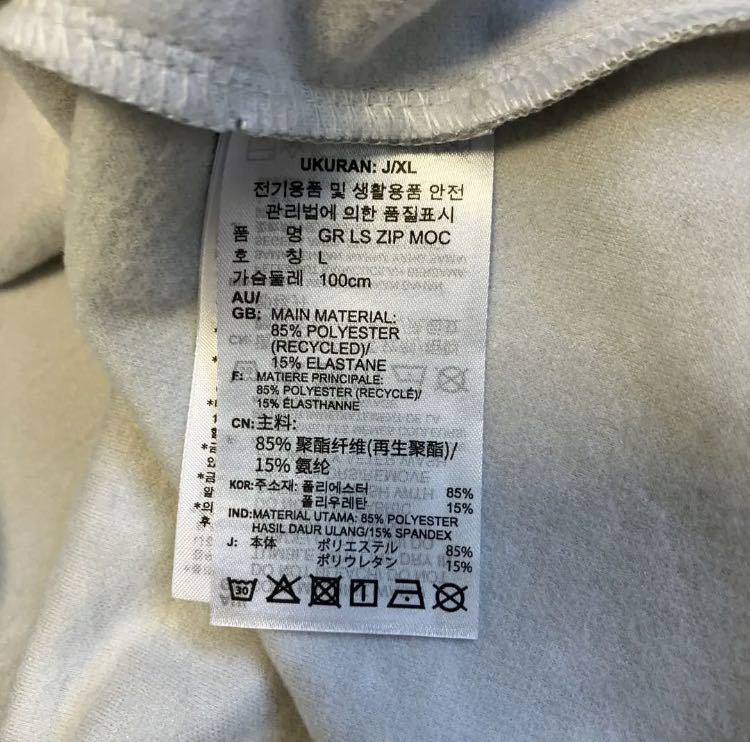 UKURAN: J/XL
전기용품 및 생활용품 안전
관리법에 의한 품질표시
품 명 GR LS ZIP MOC
호 칭 L
가슴둘레 100cm
AU/
GB: MAIN MATERIAL:
85% POLYESTER
(RECYCLED)/
15% ELASTANE
F: MATIERE PRINCIPALE:
85% POLYESTER (RECYCLÉ)/
15% ÉLASTHANNE
CN: 主料:
85% 聚酯纤维(再生聚酯)/
15% 氨纶
KOR: 주소재: 폴리에스터 85%
폴리우레탄 15%
IND: MATERIAL UTAMA: 85% POLYESTER
HASIL DAUR ULANG/15% SPANDEX
J: 本体 ポリエステル 85%
ポリウレタン 15%
30